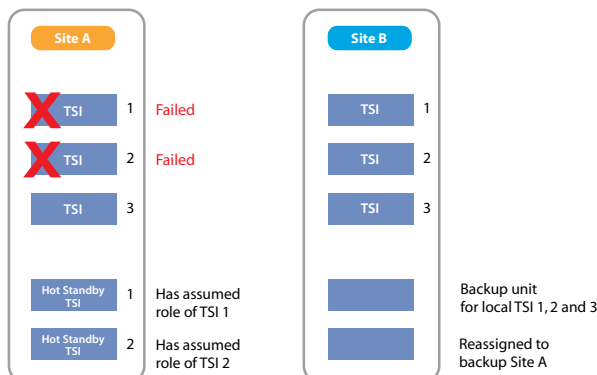 Site A
Site B
TSI 1 Failed
TSI 1
TSI 2 Failed
TSI 2
TSI 3
TSI 3
Hot Standby
TSI
1
Has assumed
role of TSI 1
Backup unit
for local TSI 1, 2 and 3
Hot Standby
TSI
2
Has assumed
role of TSI 2
Reassigned to
backup Site A